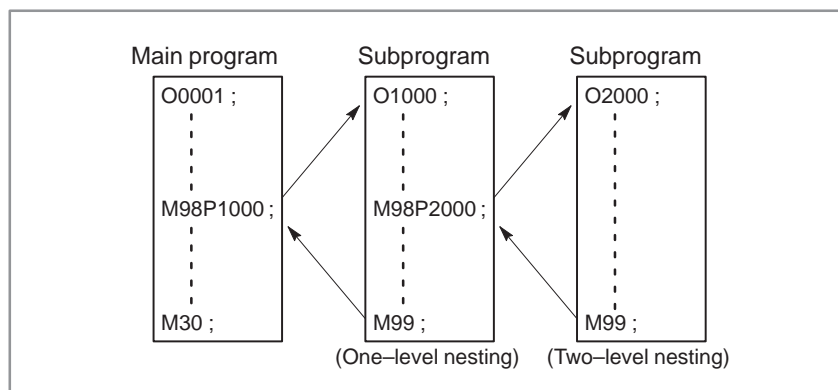 Main program
O0001 ;
M98P1000 ;
M30 ;
Subprogram
O1000 ;
M98P2000 ;
M99 ;
(One–level nesting)
Subprogram
O2000 ;
M99 ;
(Two–level nesting)